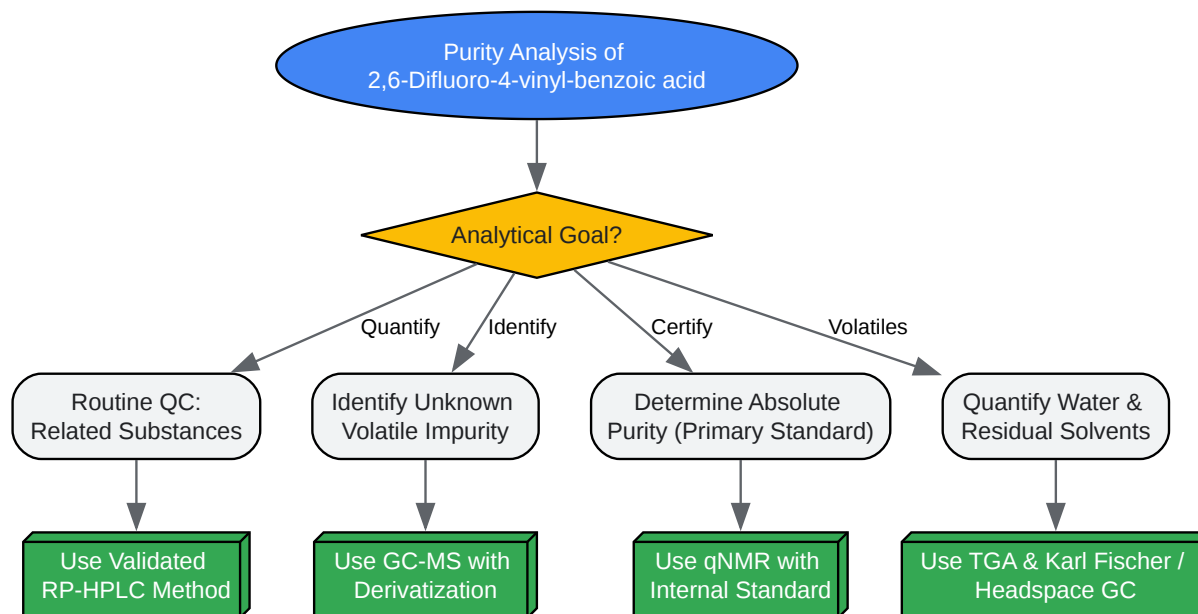 Purity Analysis of
2,6-Difluoro-4-vinyl-benzoic acid
Analytical Goal?
Quantify
Identify
Certify
Volatiles
Routine QC:
Related Substances
Identify Unknown
Volatile Impurity
Determine Absolute
Purity (Primary Standard)
Quantify Water &
Residual Solvents
Use Validated
RP-HPLC Method
Use GC-MS with
Derivatization
Use qNMR with
Internal Standard
Use TGA & Karl Fischer /
Headspace GC